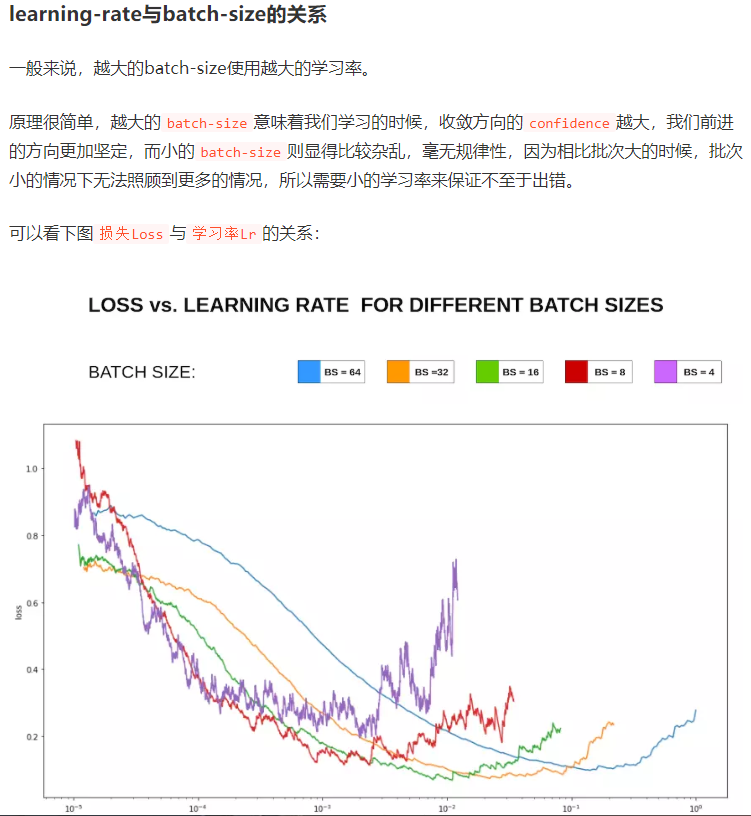 learning-rate与batch-size的关系
一般来说，越大的batch-size使用越大的学习率。
原理很简单，越大的 batch-size 意味着我们学习的时候，收敛方向的 confidence 越大，我们前进
的方向更加坚定，而小的 batch-size 则显得比较杂乱，毫无规律性，因为相比批次大的时候，批次
小的情况下无法照顾到更多的情况，所以需要小的学习率来保证不至于出错。
可以看下图 损失Loss 与 学习率Lr 的关系：
LOSS vs. LEARNING RATE FOR DIFFERENT BATCH SIZES
BATCH SIZE: BS = 64 BS =32 BS = 16 BS = 8 BS = 4
1.0
0.8
0.6
loss
0.4
0.2
10⁻⁵ 10⁻⁴ 10⁻³ 10⁻² 10⁻¹ 10⁰